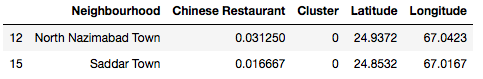 Neighbourhood Chinese Restaurant Cluster Latitude Longitude
12 North Nazimabad Town 0.031250 0 24.9372 67.0423
15 Saddar Town 0.016667 0 24.8532 67.0167